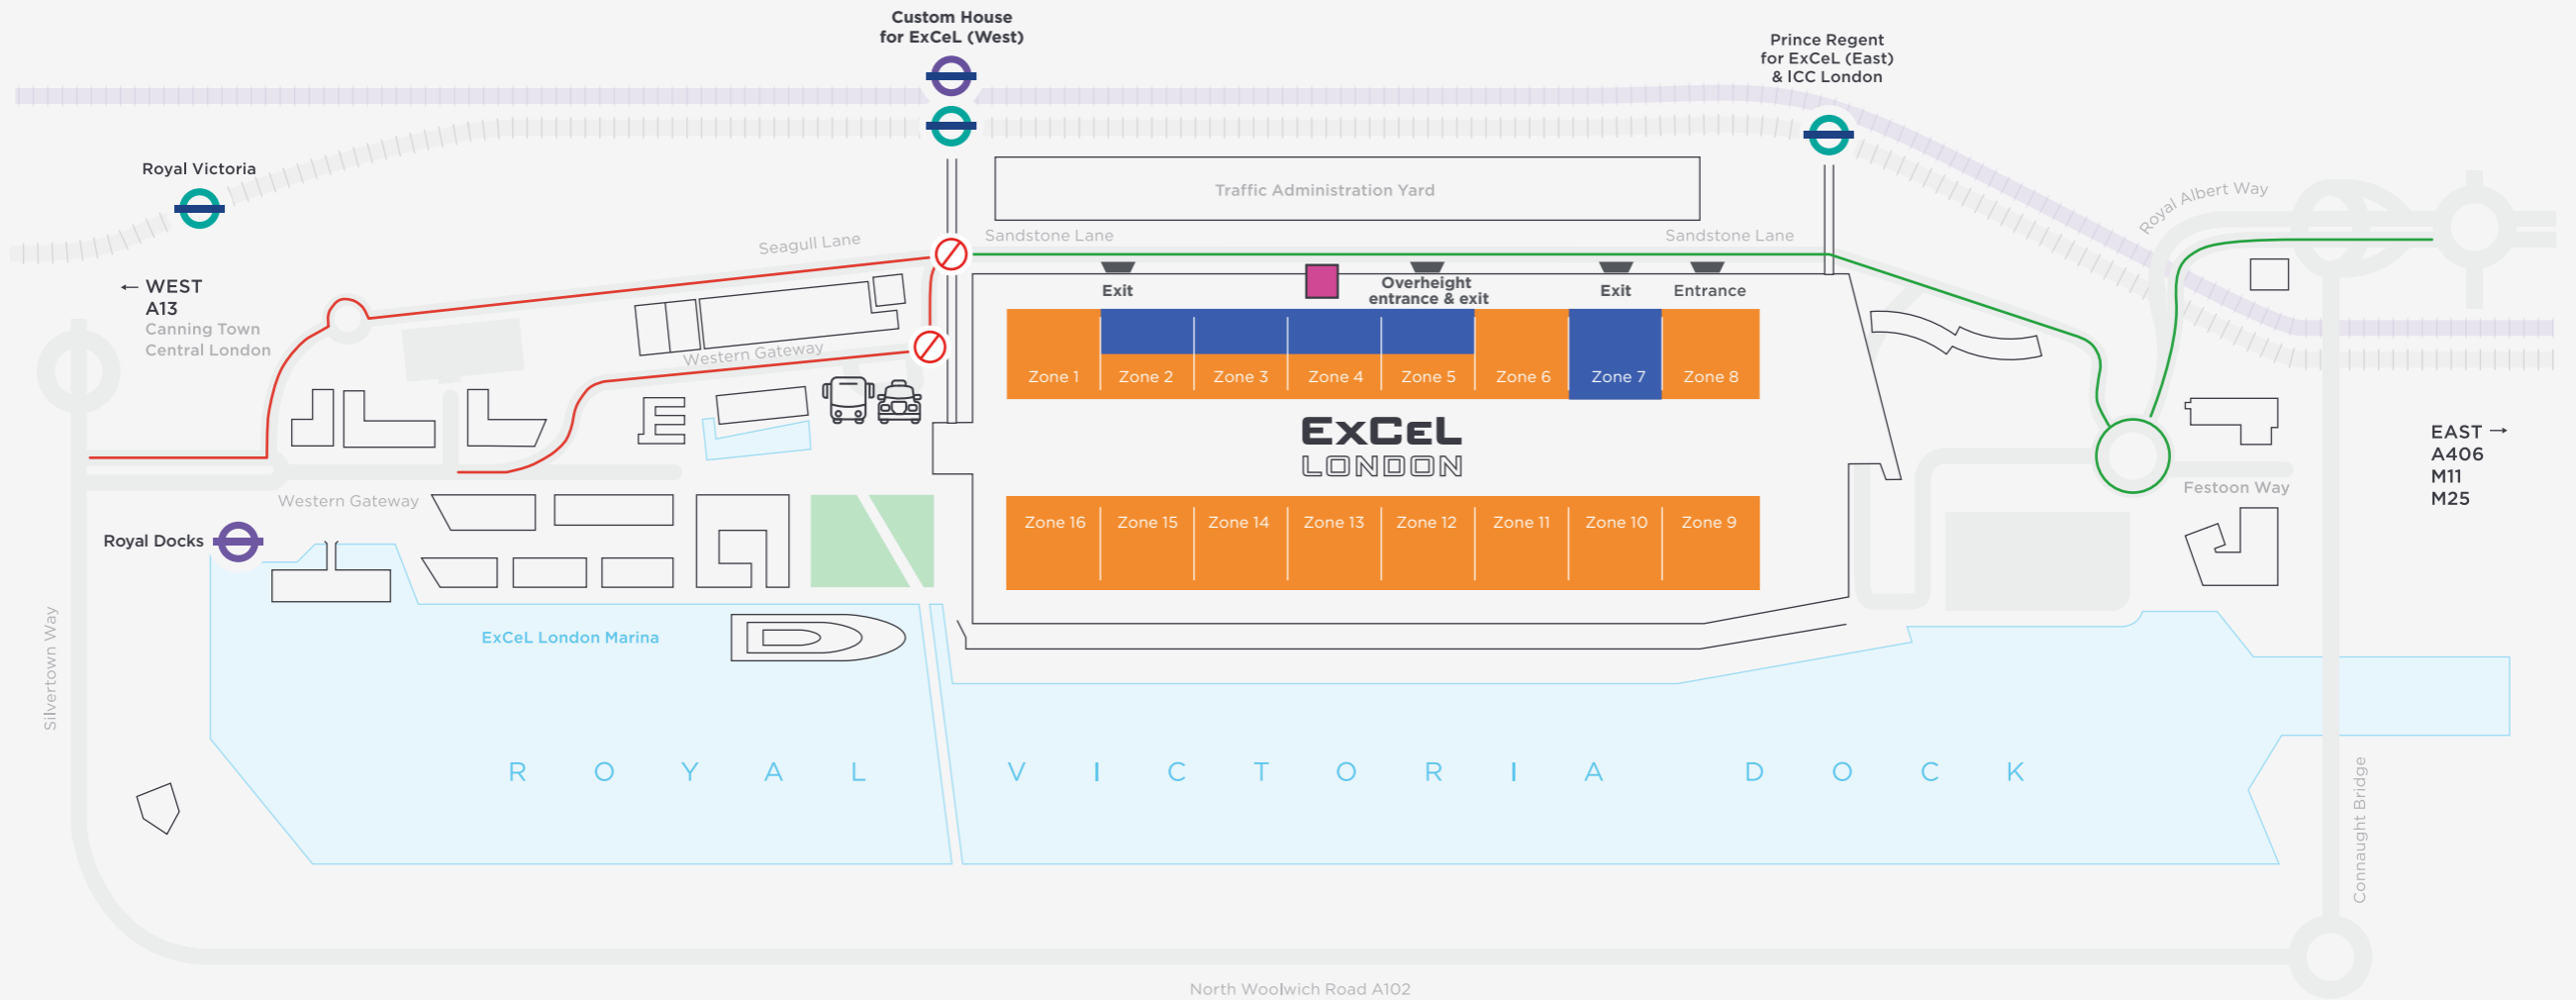 Custom House
for ExCeL (West)
Prince Regent
for ExCeL (East)
& ICC London
Royal Victoria
Traffic Administration Yard
Royal Albert Way
Seagull Lane
Sandstone Lane
Sandstone Lane
← WEST
A13
Canning Town
Central London
Exit
Overheight
entrance & exit
Exit
Entrance
Western Gateway
Zone 1
Zone 2
Zone 3
Zone 4
Zone 5
Zone 6
Zone 7
Zone 8
ExCeL
LONDON
EAST →
A406
M11
M25
Western Gateway
Festoon Way
Zone 16
Zone 15
Zone 14
Zone 13
Zone 12
Zone 11
Zone 10
Zone 9
Royal Docks
Silvertown Way
ExCeL London Marina
ROYAL VICTORIA DOCK
Connaught Bridge
North Woolwich Road A102